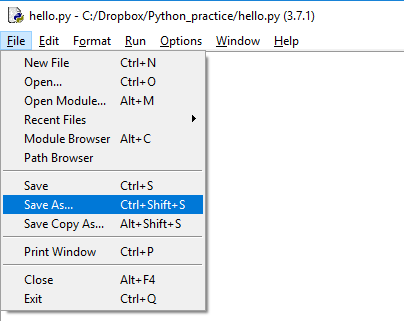 hello.py - C:/Dropbox/Python_practice/hello.py (3.7.1)
File Edit Format Run Options Window Help
New File Ctrl+N
Open... Ctrl+O
Open Module... Alt+M
Recent Files
Module Browser Alt+C
Path Browser
Save Ctrl+S
Save As... Ctrl+Shift+S
Save Copy As... Alt+Shift+S
Print Window Ctrl+P
Close Alt+F4
Exit Ctrl+Q